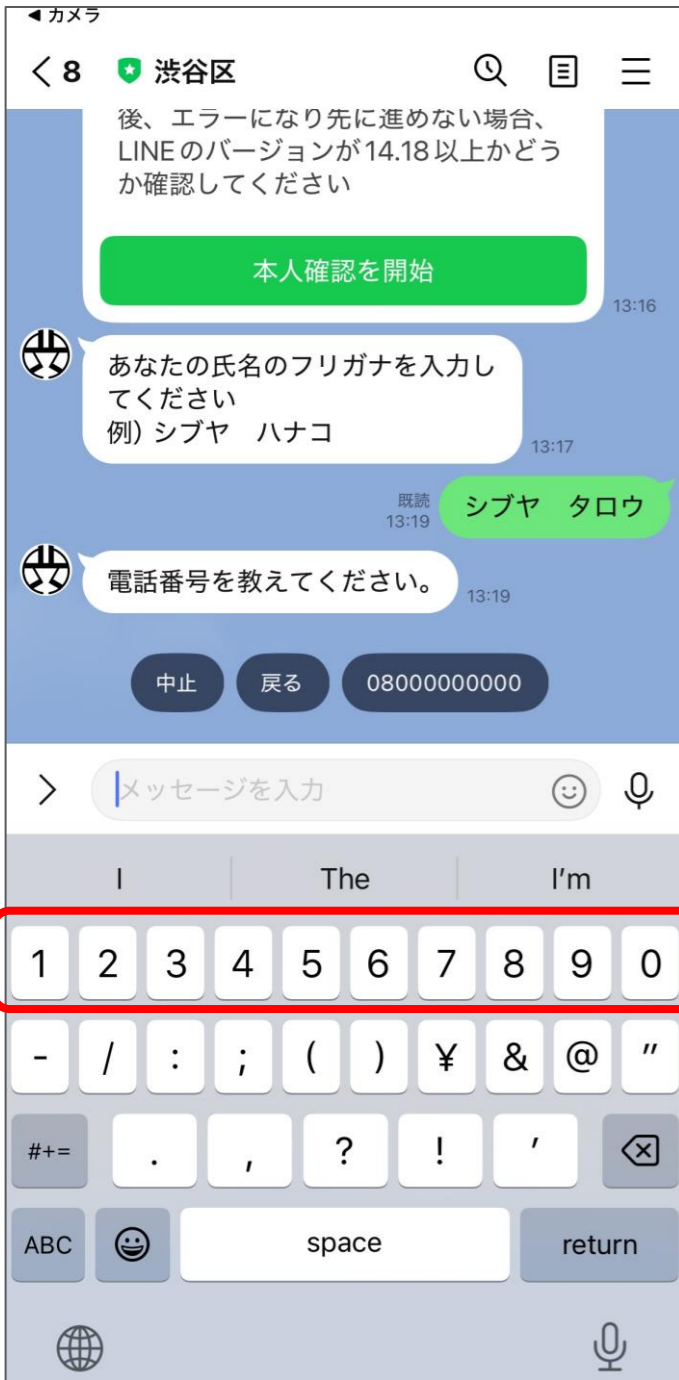 ◀ カメラ
< 8 渋谷区
後、エラーになり先に進めない場合、
LINEのバージョンが14.18以上かどう
か確認してください
本人確認を開始
13:16
あなたの氏名のフリガナを入力し
てください
例) シブヤ　ハナコ
13:17
既読
13:19
シブヤ　タロウ
電話番号を教えてください。
13:19
中止 戻る 08000000000
メッセージを入力
I The I'm
1 2 3 4 5 6 7 8 9 0
- / : ; ( ) ¥ & @ "
#+= . , ? ! '
ABC space return